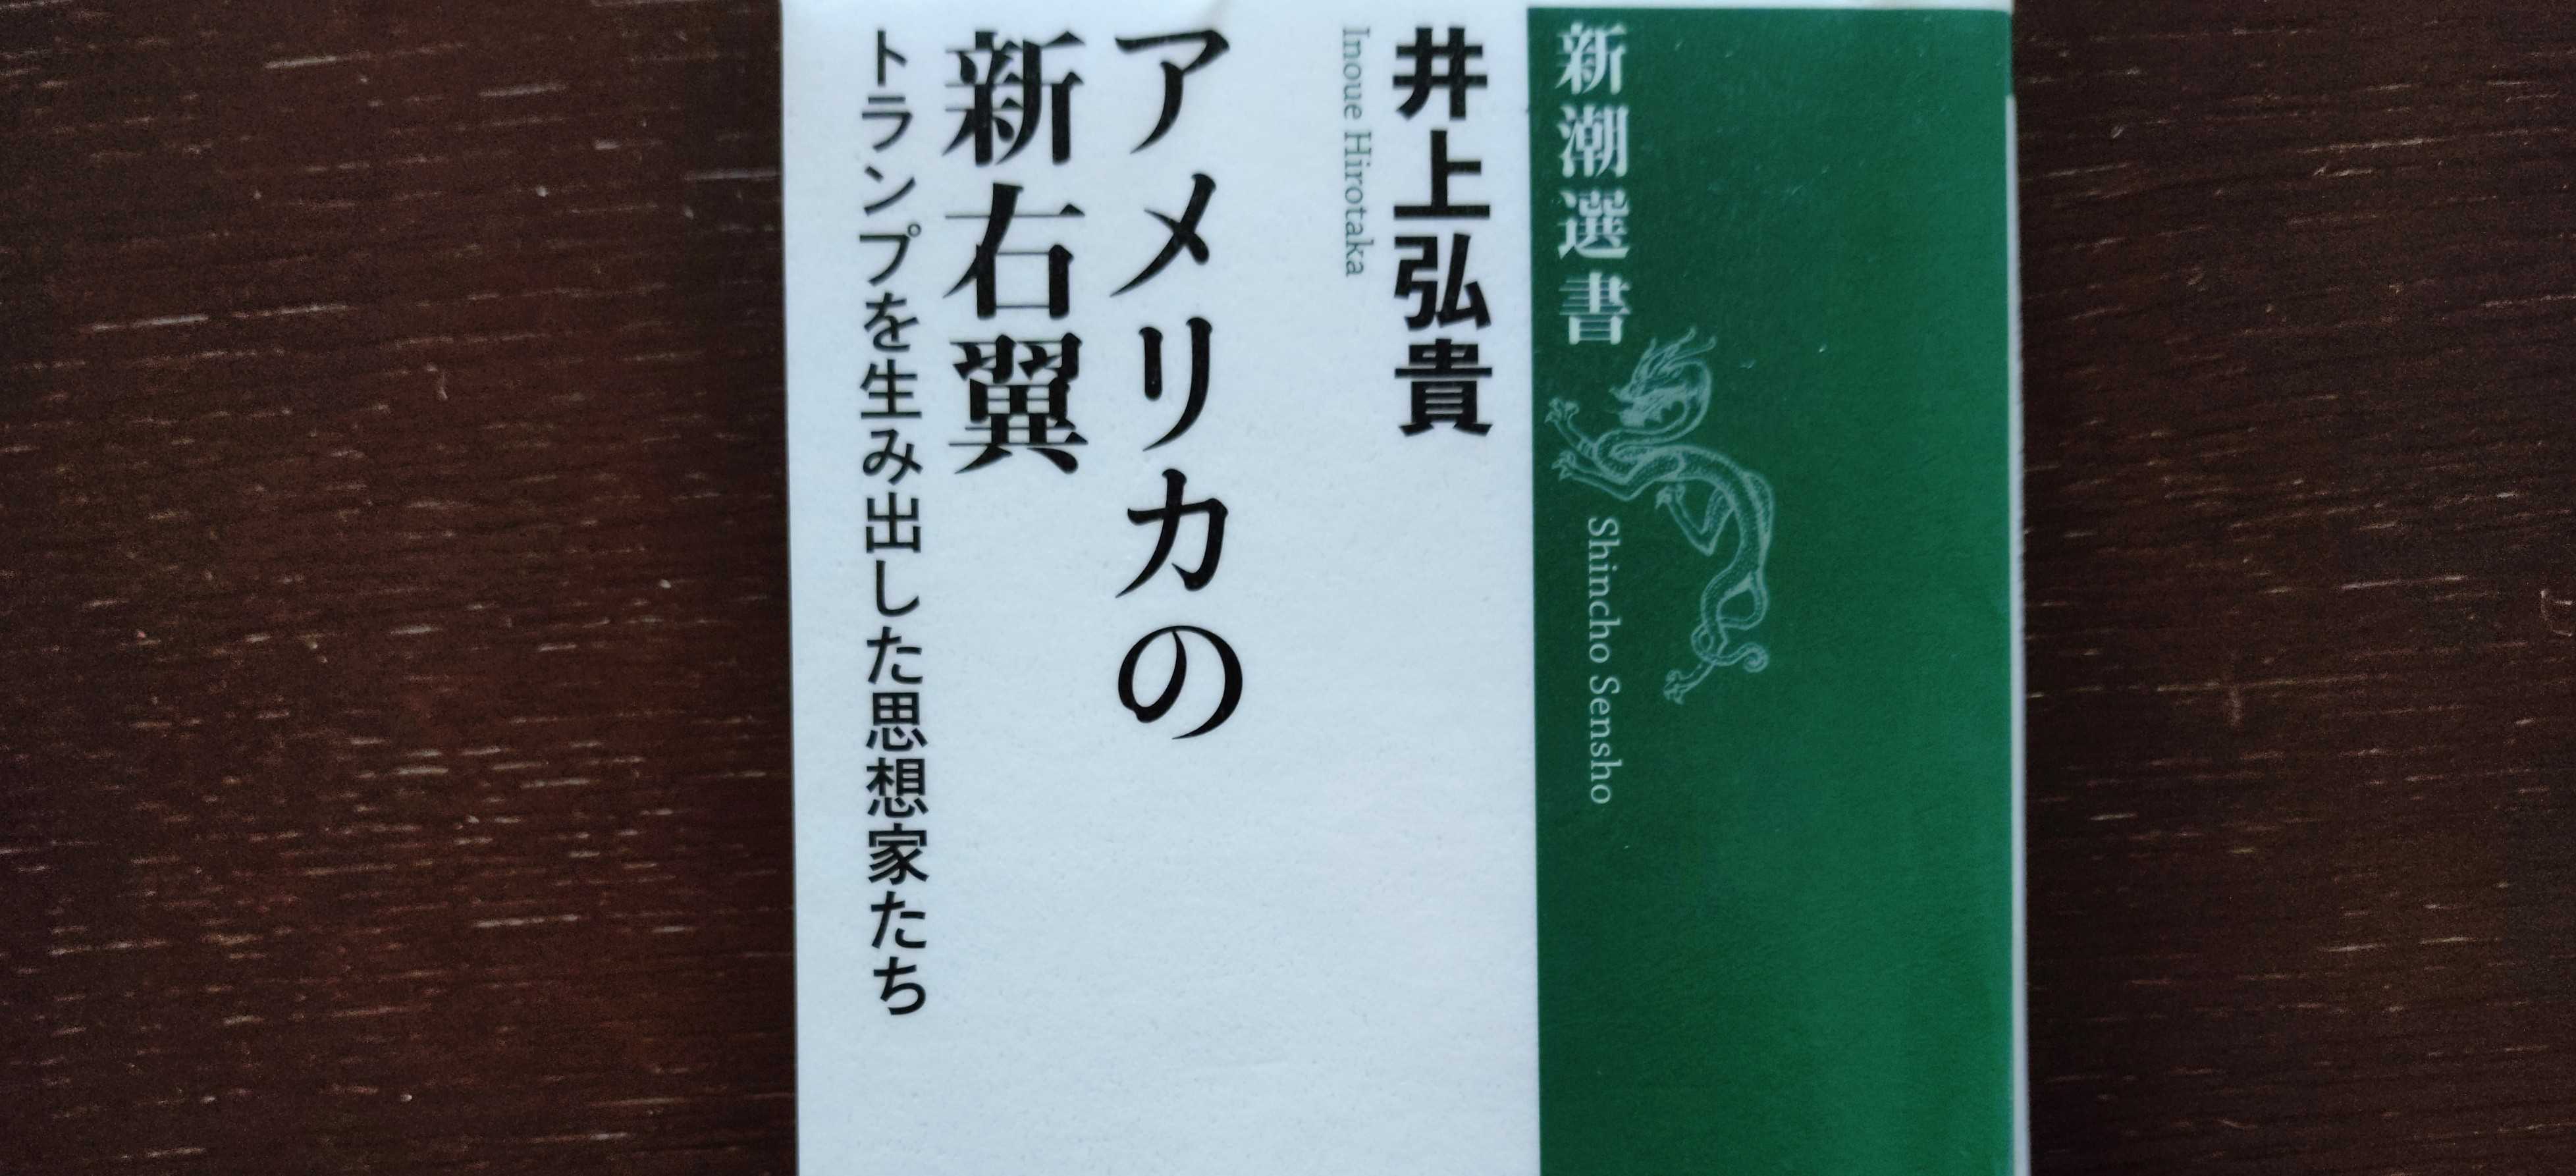 新潮選書
Shincho Sensho
井上弘貴
Inoue Hirotaka
アメリカの
新右翼
トランプを生み出した思想家たち